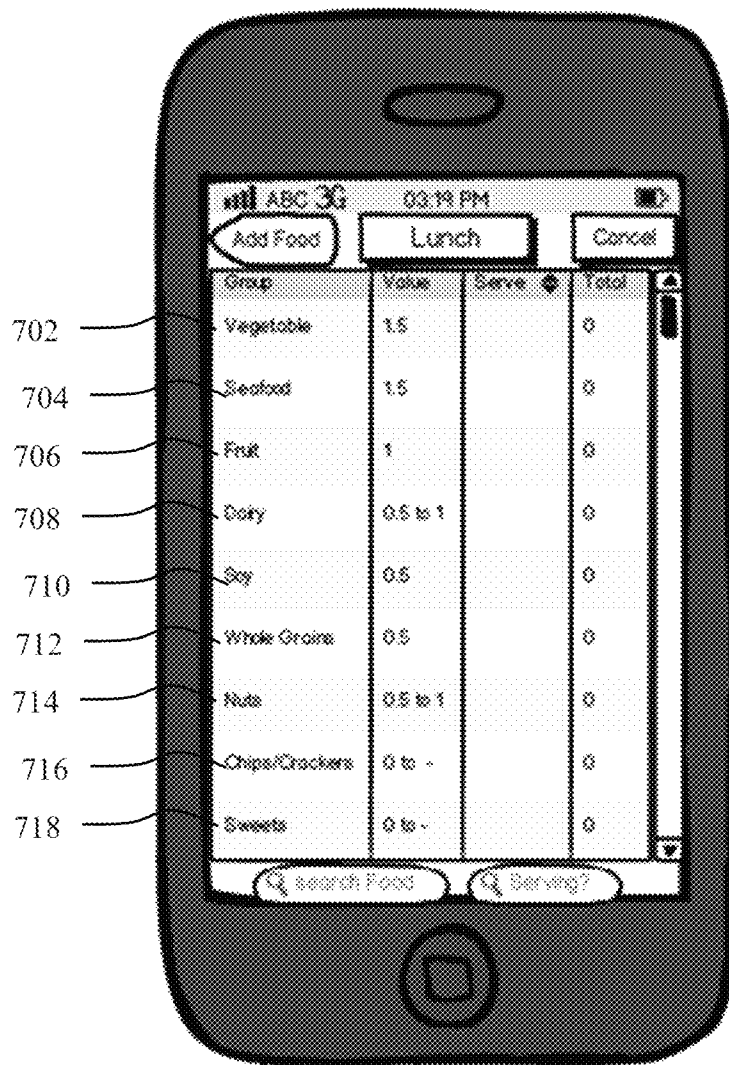 ABC 3G 03:19 PM
Add Food Lunch Cancel
Group Value Serve Total
702 Vegetable 1.5 0
704 Seafood 1.5 0
706 Fruit 1 0
708 Dairy 0.5 to 1 0
710 Soy 0.5 0
712 Whole Grains 0.5 0
714 Nuts 0.5 to 1 0
716 Chips/Crackers 0 to - 0
718 Sweets 0 to - 0
search Food Serving?